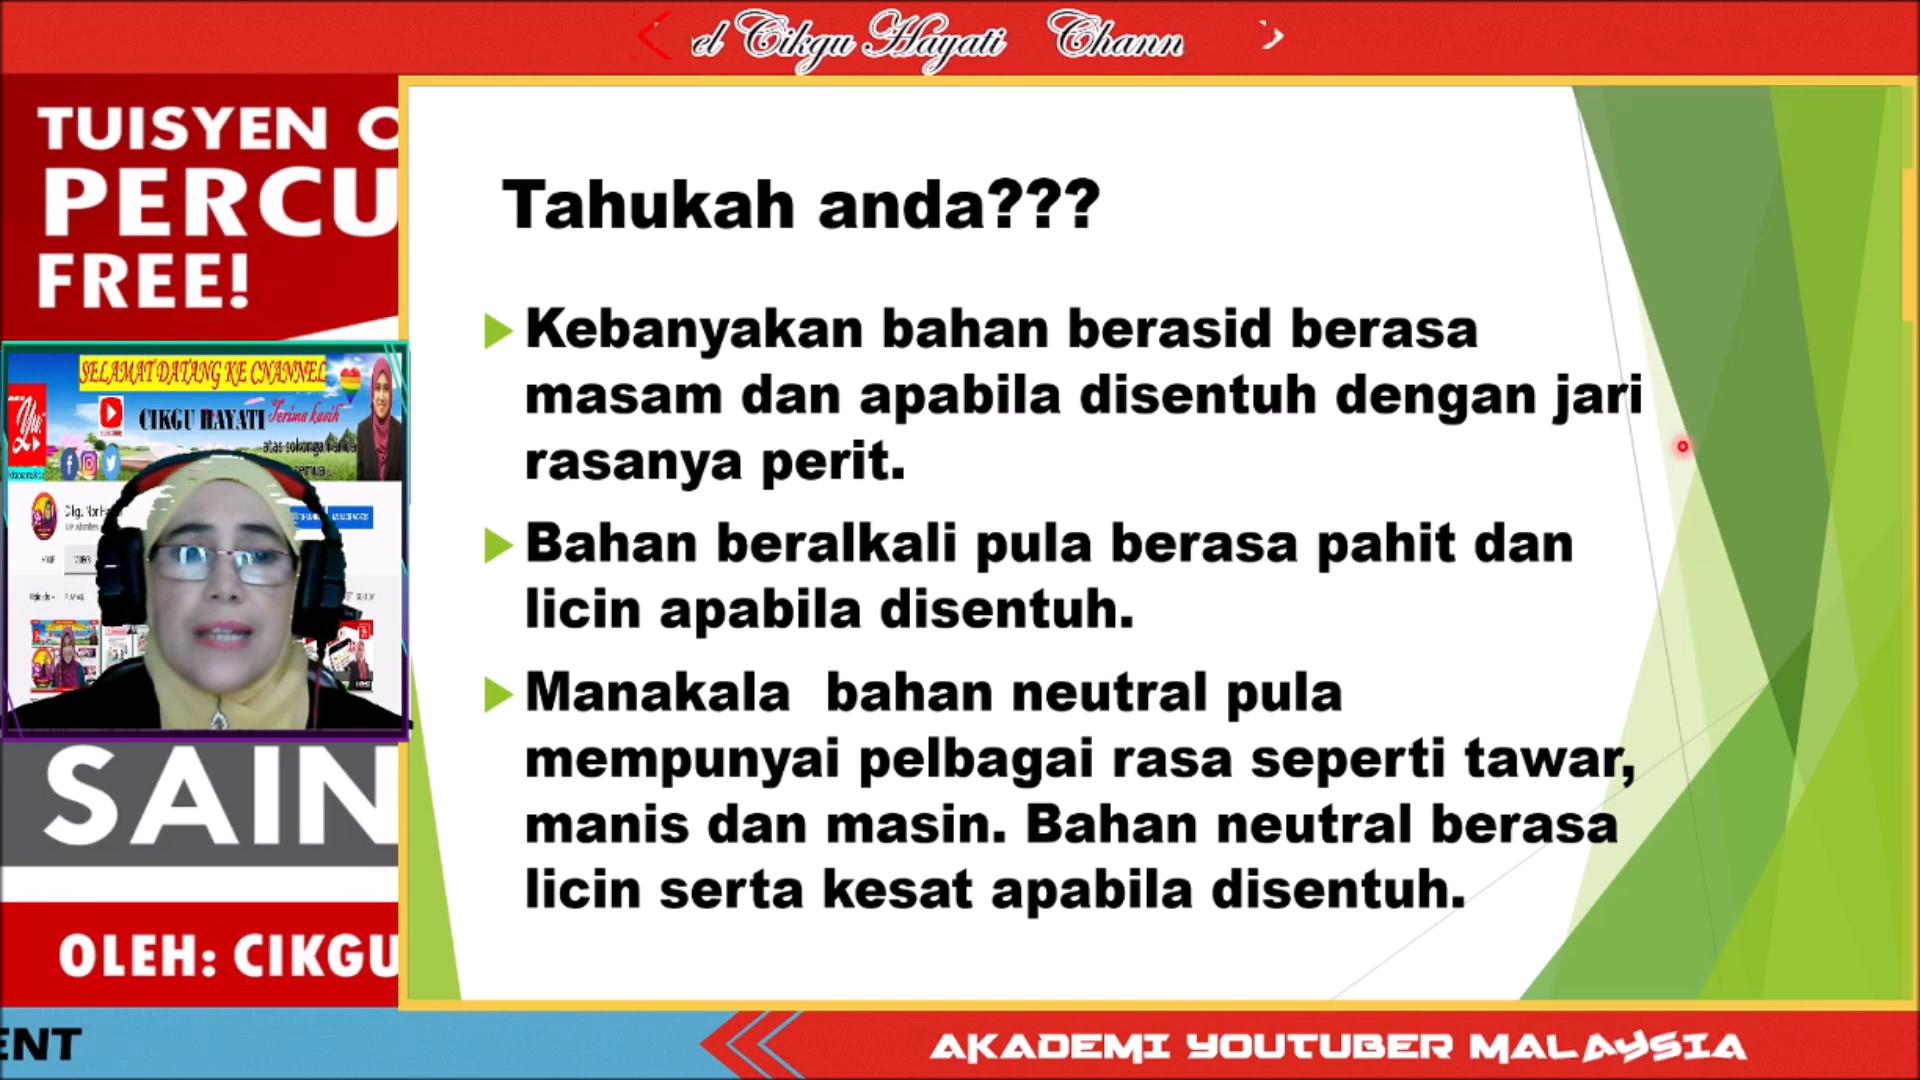 el Cikgu Hayati Chann
TUISYEN O
PERCU
FREE!
Tahukah anda???
Kebanyakan bahan berasid berasa
masam dan apabila disentuh dengan jari
rasanya perit.
Bahan beralkali pula berasa pahit dan
licin apabila disentuh.
Manakala bahan neutral pula
mempunyai pelbagai rasa seperti tawar,
manis dan masin. Bahan neutral berasa
licin serta kesat apabila disentuh.
SELAMAT DATANG KE CNANNEL
CIKGU HAYATI Terima kasih
SAIN
OLEH: CIKGU
ENT
AKADEMI YOUTUBER MALAYSIA